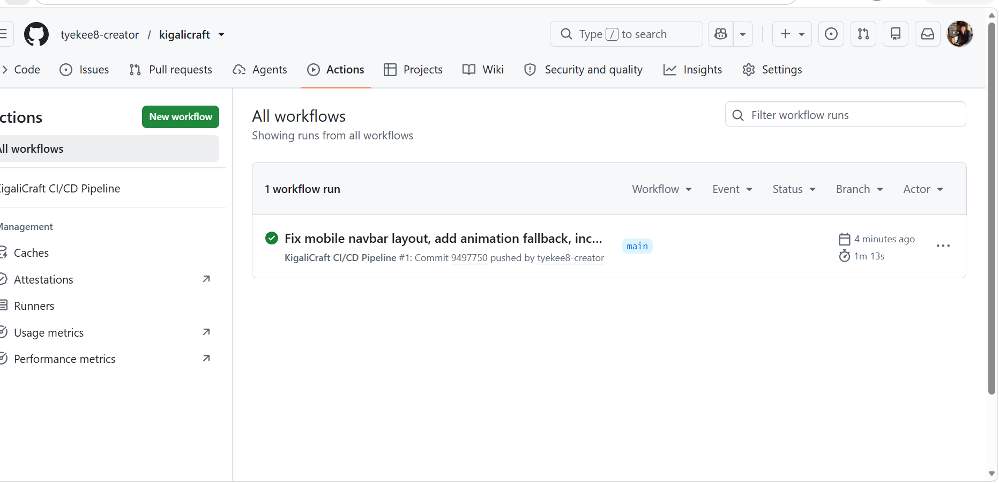 tyekee8-creator / kigalicraft
Type / to search
Code
Issues
Pull requests
Agents
Actions
Projects
Wiki
Security and quality
Insights
Settings
ctions
New workflow
ll workflows
igaliCraft CI/CD Pipeline
Management
Caches
Attestations
Runners
Usage metrics
Performance metrics
All workflows
Showing runs from all workflows
Filter workflow runs
1 workflow run
Workflow
Event
Status
Branch
Actor
Fix mobile navbar layout, add animation fallback, inc...
KigaliCraft CI/CD Pipeline #1: Commit 9497750 pushed by tyekee8-creator
main
4 minutes ago
1m 13s